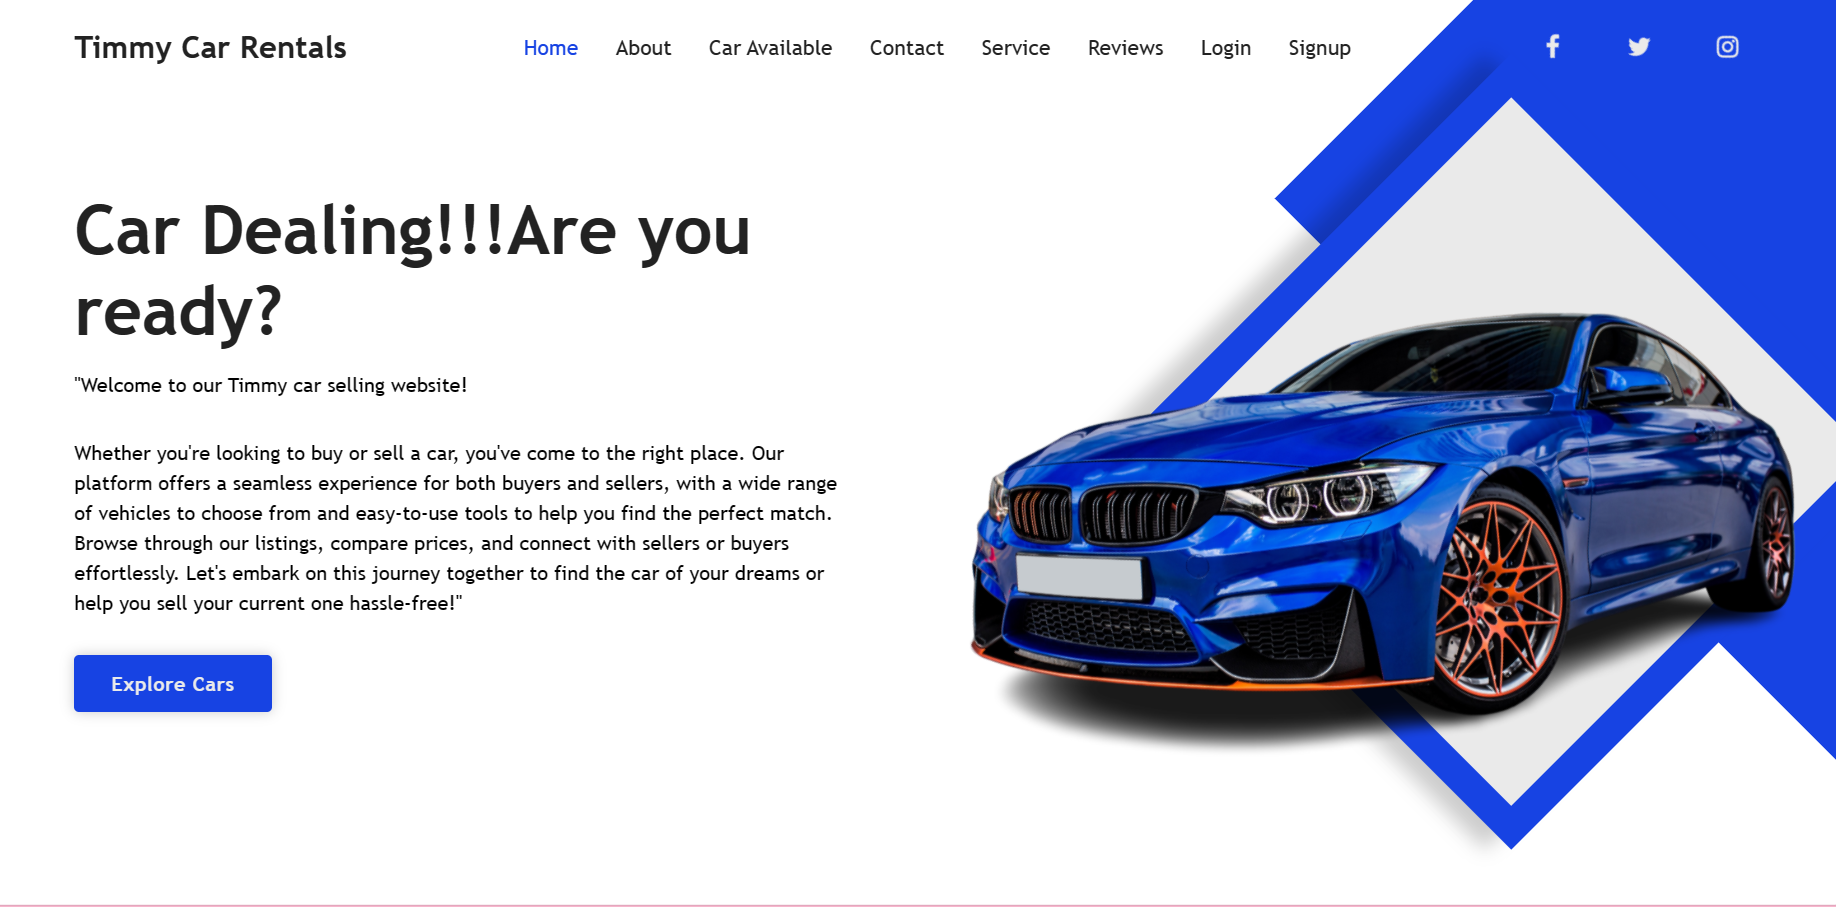 Timmy Car Rentals
Home About Car Available Contact Service Reviews Login Signup
Car Dealing!!!Are you
ready?
"Welcome to our Timmy car selling website!
Whether you're looking to buy or sell a car, you've come to the right place. Our
platform offers a seamless experience for both buyers and sellers, with a wide range
of vehicles to choose from and easy-to-use tools to help you find the perfect match.
Browse through our listings, compare prices, and connect with sellers or buyers
effortlessly. Let's embark on this journey together to find the car of your dreams or
help you sell your current one hassle-free!"
Explore Cars